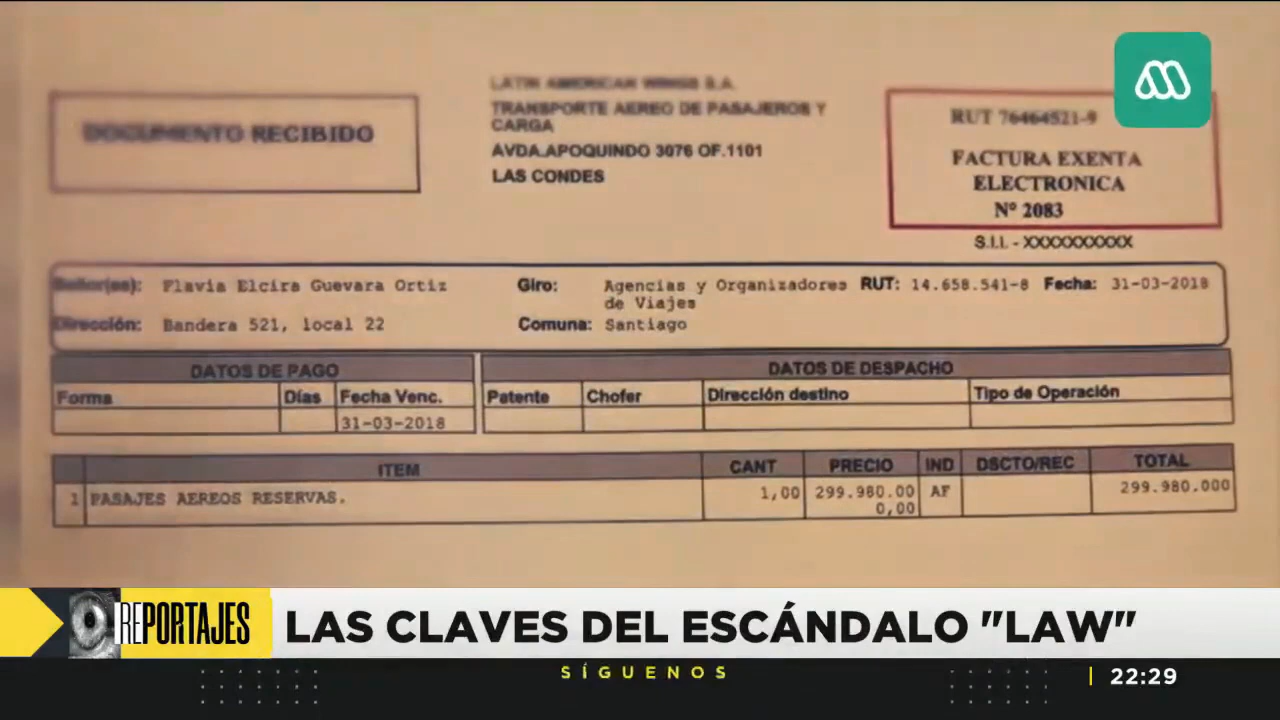 LATIN AMERICAN WINGS S.A.
TRANSPORTE AEREO DE PASAJEROS Y
CARGA
AVDA.APOQUINDO 3076 OF.1101
LAS CONDES
DOCUMENTO RECIBIDO
RUT 76464521-9
FACTURA EXENTA
ELECTRONICA
Nº 2083
S.I.I. - XXXXXXXXXX
Señor(es): Flavia Elcira Guevara Ortiz Giro: Agencias y Organizadores RUT: 14.658.541-8 Fecha: 31-03-2018
de Viajes
Dirección: Bandera 521, local 22 Comuna: Santiago
DATOS DE PAGO DATOS DE DESPACHO
Forma Días Fecha Venc. Patente Chofer Dirección destino Tipo de Operación
31-03-2018
ITEM CANT PRECIO IND DSCTO/REC TOTAL
1 PASAJES AEREOS RESERVAS. 1,00 299.980.00 AF 299.980.000
0,00
REPORTAJES LAS CLAVES DEL ESCÁNDALO "LAW"
SÍGUENOS
22:29